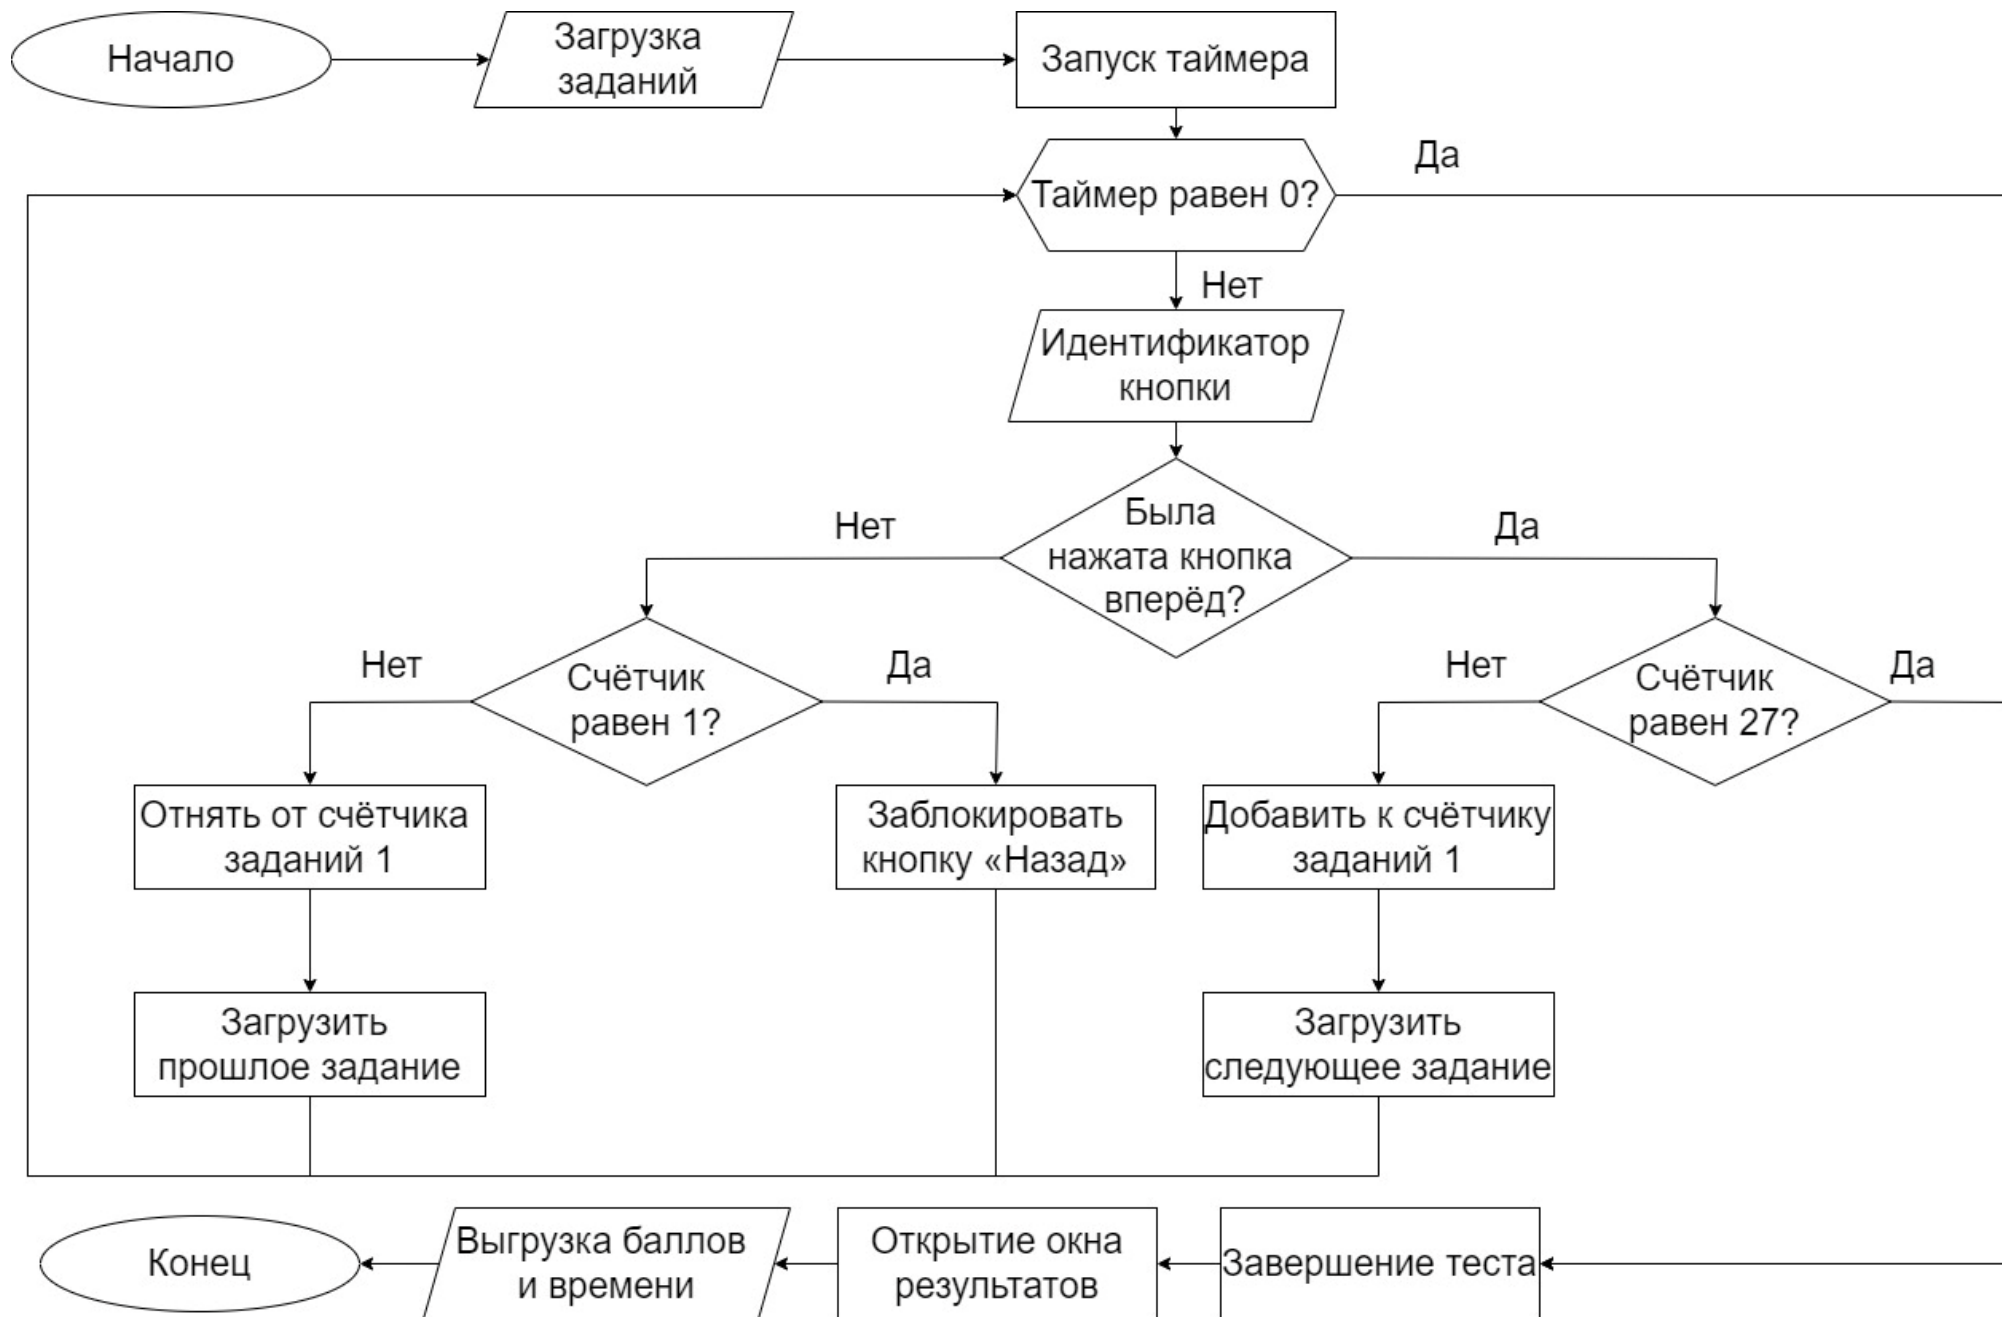 Начало
Загрузка
заданий
Запуск таймера
Да
Таймер равен 0?
Нет
Идентификатор
кнопки
Была
нажата кнопка
вперёд?
Нет
Да
Счётчик
равен 1?
Нет
Да
Счётчик
равен 27?
Нет
Да
Отнять от счётчика
заданий 1
Заблокировать
кнопку «Назад»
Добавить к счётчику
заданий 1
Загрузить
прошлое задание
Загрузить
следующее задание
Конец
Выгрузка баллов
и времени
Открытие окна
результатов
Завершение теста